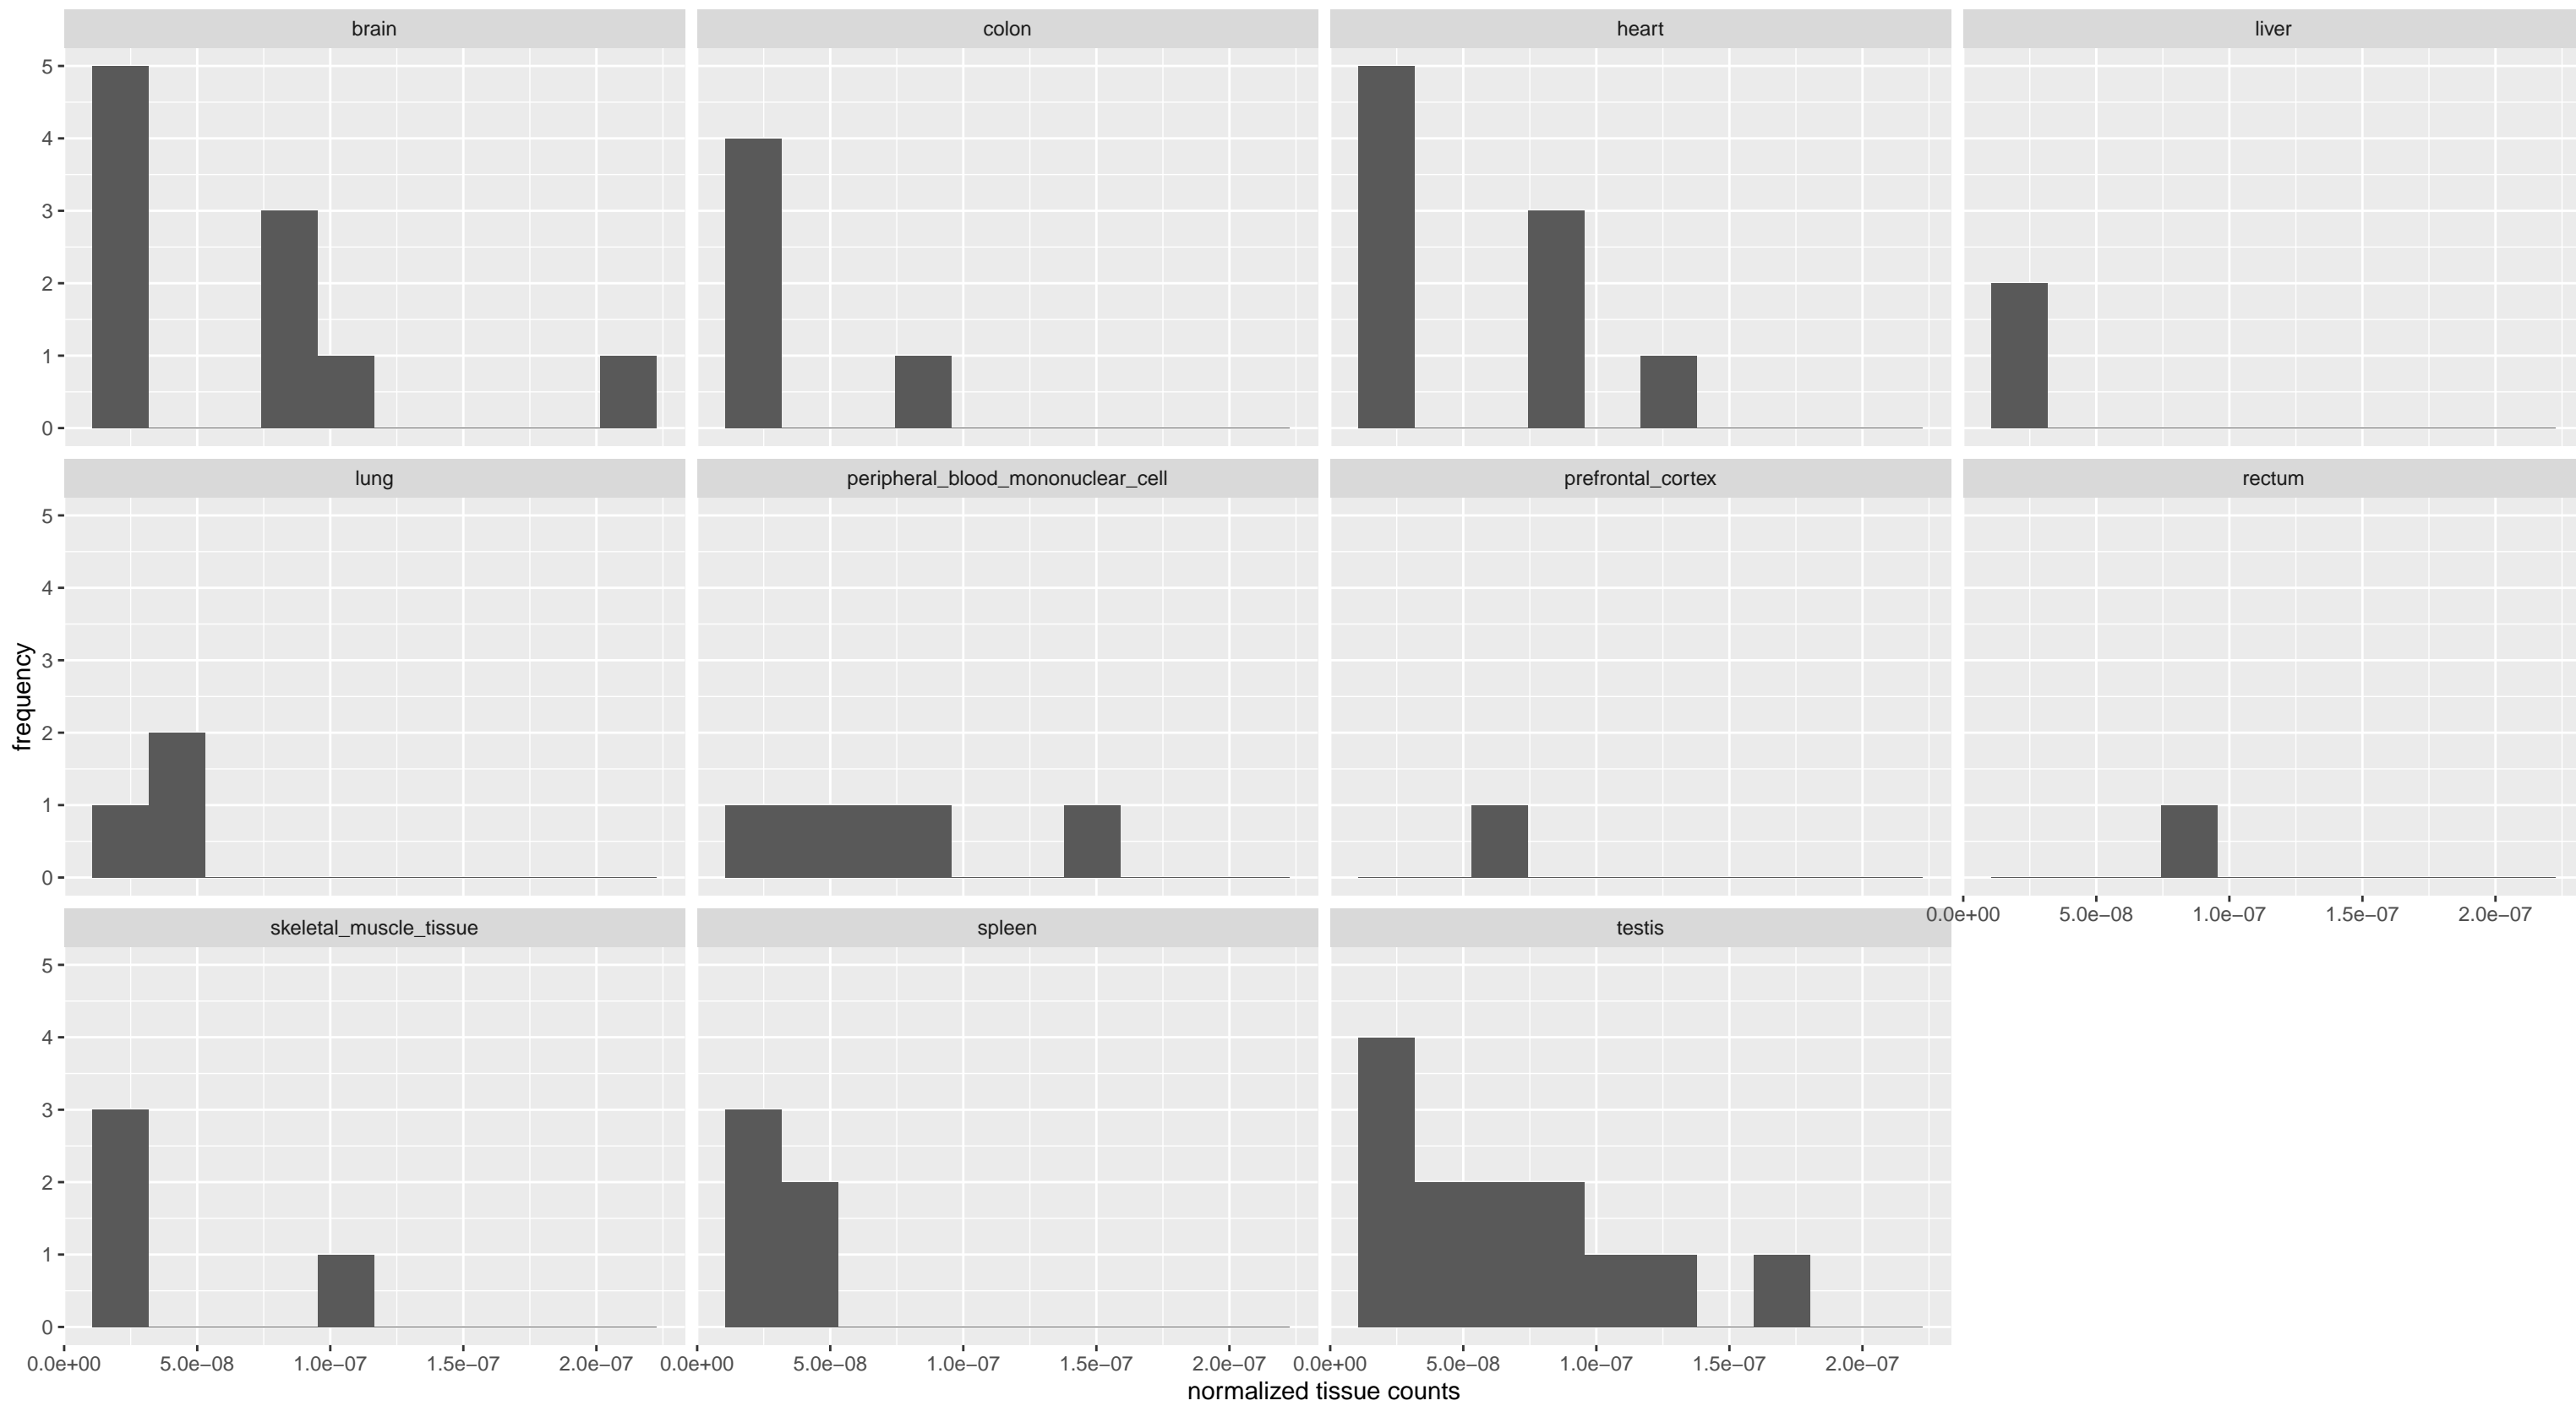 brain
colon
heart
liver
5
4
3
2
1
0
lung
peripheral_blood_mononuclear_cell
prefrontal_cortex
rectum
5
4
3
2
1
0
0.0e+00 5.0e−08 1.0e−07 1.5e−07 2.0e−07
frequency
skeletal_muscle_tissue
spleen
testis
5
4
3
2
1
0
0.0e+00 5.0e−08 1.0e−07 1.5e−07 2.0e−07
0.0e+00 5.0e−08 1.0e−07 1.5e−07 2.0e−07
0.0e+00 5.0e−08 1.0e−07 1.5e−07 2.0e−07
normalized tissue counts